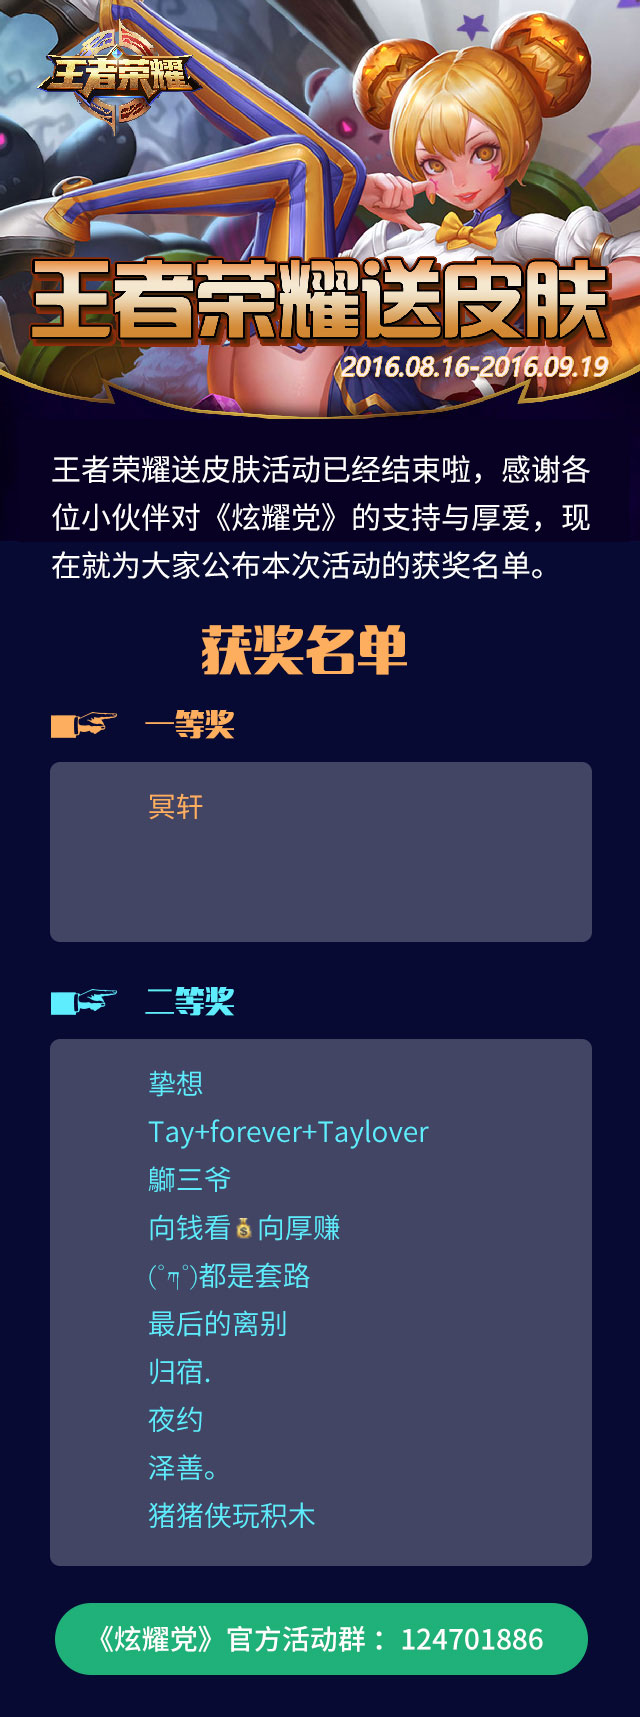 王者荣耀
王者荣耀送皮肤
2016.08.16-2016.09.19
王者荣耀送皮肤活动已经结束啦，感谢各
位小伙伴对《炫耀党》的支持与厚爱，现
在就为大家公布本次活动的获奖名单。
获奖名单
一等奖
冥轩
二等奖
挚想
Tay+forever+Taylover
鰤三爷
向钱看💰向厚赚
(°ཀ°)都是套路
最后的离别
归宿.
夜约
泽善。
猪猪侠玩积木
《炫耀党》官方活动群：124701886